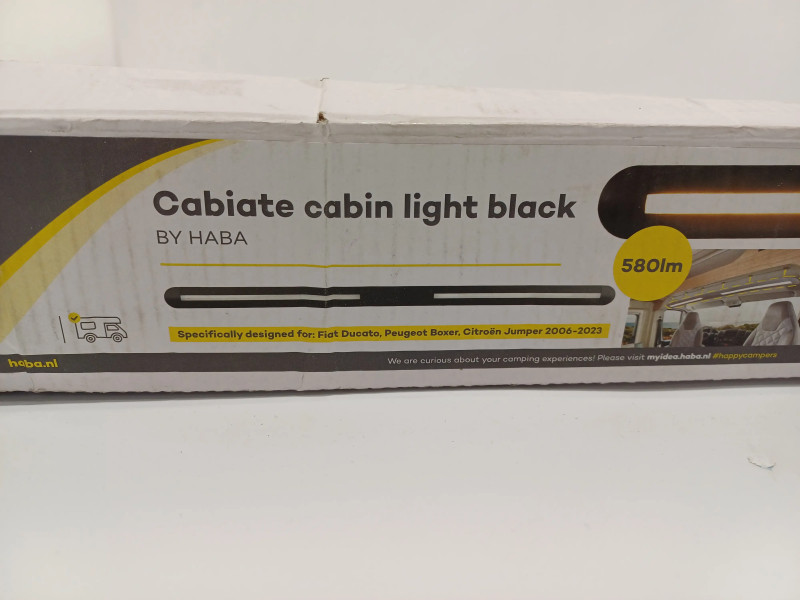 Cabiate cabin light black
BY HABA
580lm
Specifically designed for: Fiat Ducato, Peugeot Boxer, Citroën Jumper 2006-2023
haba.nl
We are curious about your camping experiences! Please visit myidea.haba.nl #happycampers